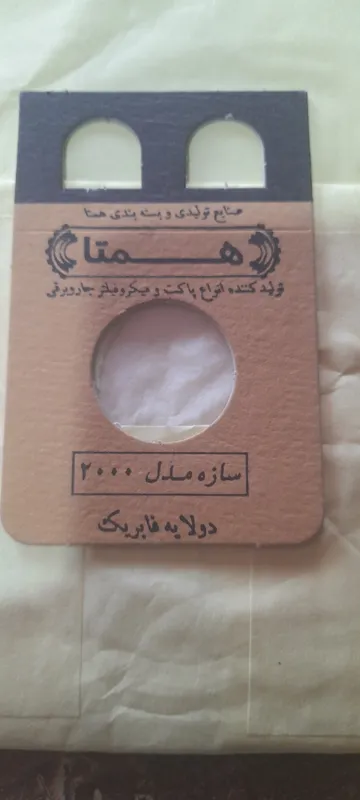 صنایع تولیدی و بسته بندی همتا
همتا
تولید کننده انواع پاکت و میکروفیلتر جاروبرقی
سازه مدل ۲۰۰۰
دولایه فابریک